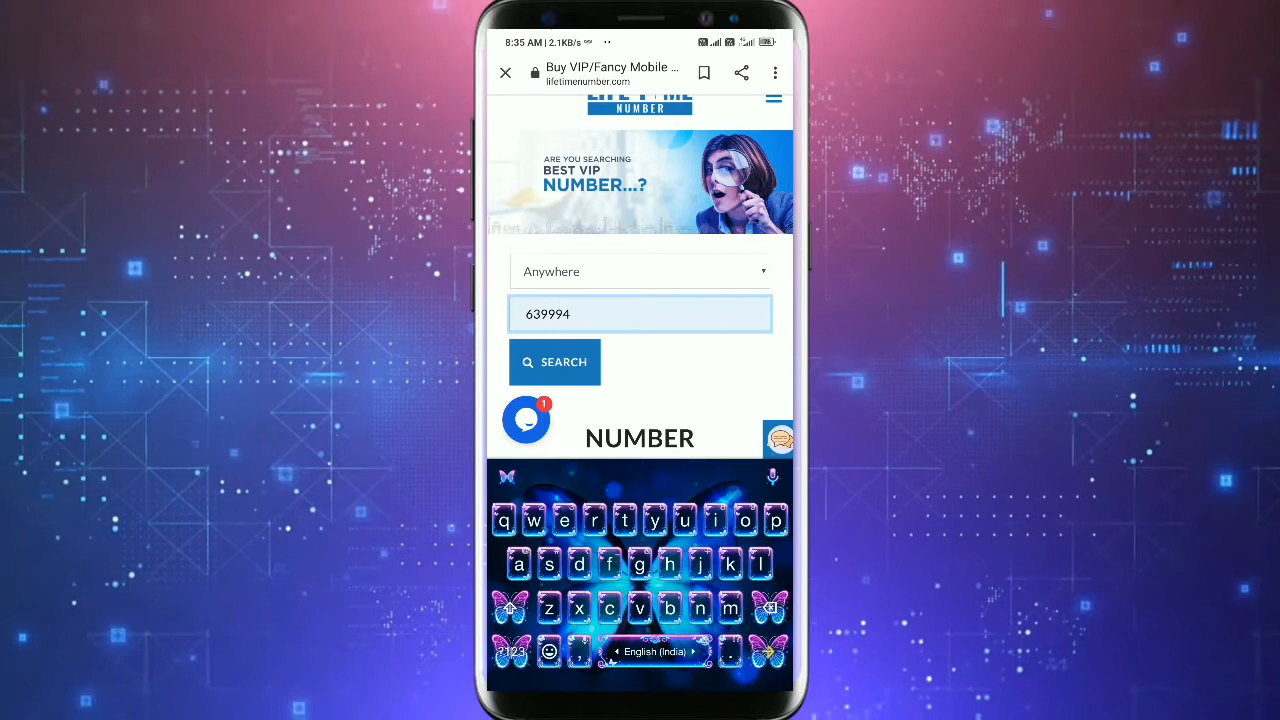 8:35 AM | 2.1KB/s
Buy VIP/Fancy Mobile ...
lifetimenumber.com
NUMBER
ARE YOU SEARCHING
BEST VIP
NUMBER...?
Anywhere
639994
SEARCH
1
NUMBER
q w e r t y u i o p
a s d f g h j k l
z x c v b n m
?123 , English (India) .